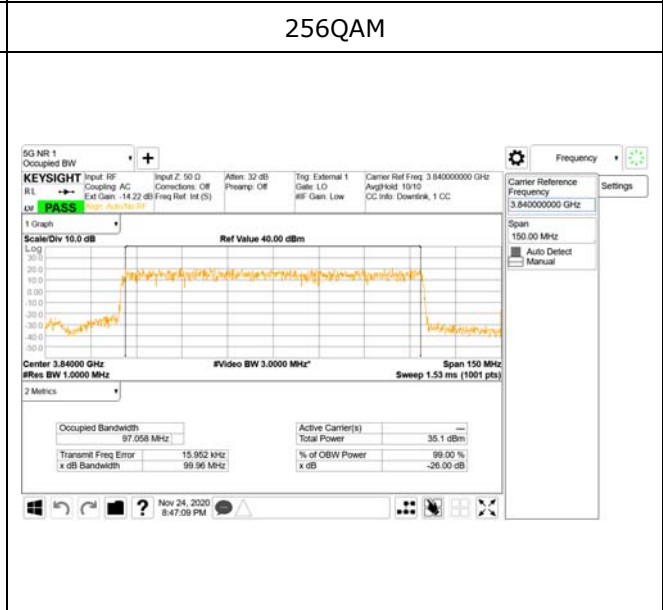 256QAM
5G NR 1
Occupied BW
Frequency
KEYSIGHT
Input: RF
Input Z: 50 Ω
Atten: 32 dB
Trig: External 1
Carrier Ref Freq: 3.840000000 GHz
RL
Coupling: AC
Corrections: Off
Preamp: Off
Gate: LO
Avg|Hold: 10/10
Ext Gain: -14.22 dB
Freq Ref: Int (S)
#IF Gain: Low
CC Info: Downlink, 1 CC
PASS
Align: Auto/No RF
Carrier Reference
Frequency
3.840000000 GHz
Settings
Span
150.00 MHz
Auto Detect
Manual
1 Graph
Scale/Div 10.0 dB
Ref Value 40.00 dBm
Log
30.0
20.0
10.0
0.00
-10.0
-20.0
-30.0
-40.0
-50.0
Center 3.84000 GHz
#Video BW 3.0000 MHz*
Span 150 MHz
#Res BW 1.0000 MHz
Sweep 1.53 ms (1001 pts)
2 Metrics
Occupied Bandwidth
97.058 MHz
Transmit Freq Error
15.952 kHz
x dB Bandwidth
99.96 MHz
Active Carrier(s)
---
Total Power
35.1 dBm
% of OBW Power
99.00 %
x dB
-26.00 dB
Nov 24, 2020
8:47:09 PM